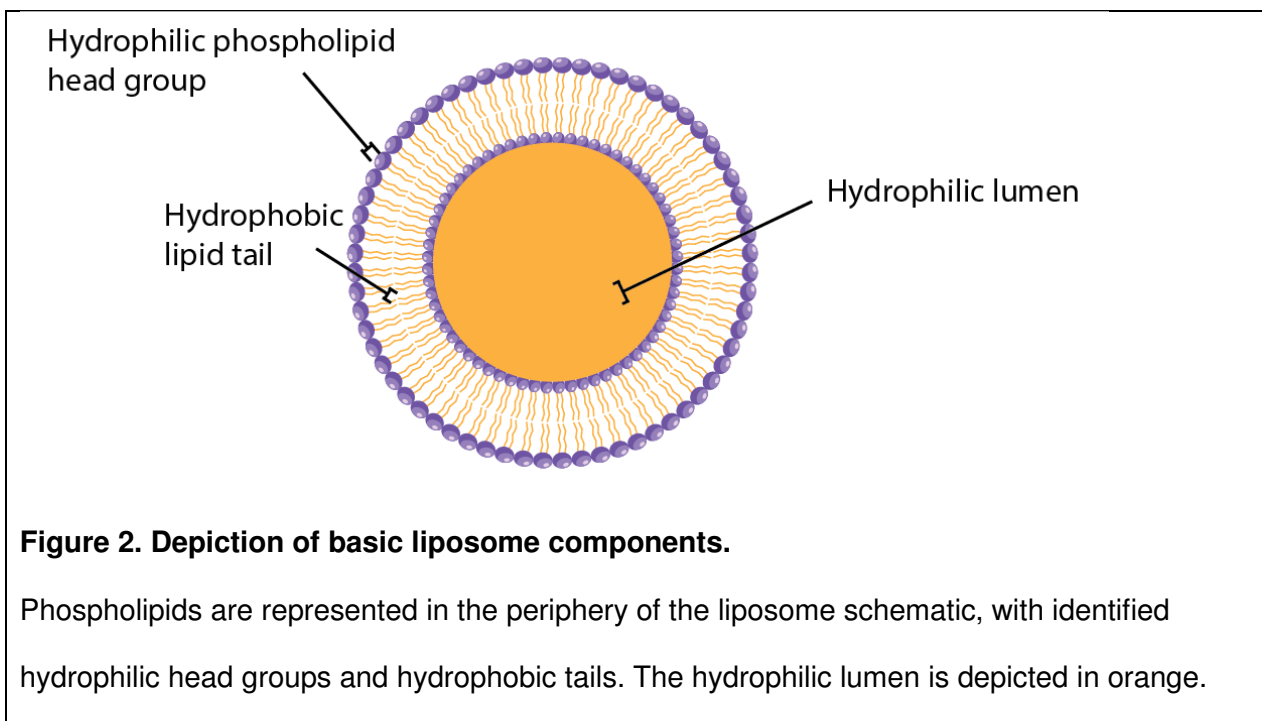 Hydrophilic phospholipid
head group
Hydrophobic
lipid tail
Hydrophilic lumen
Figure 2. Depiction of basic liposome components.
Phospholipids are represented in the periphery of the liposome schematic, with identified
hydrophilic head groups and hydrophobic tails. The hydrophilic lumen is depicted in orange.